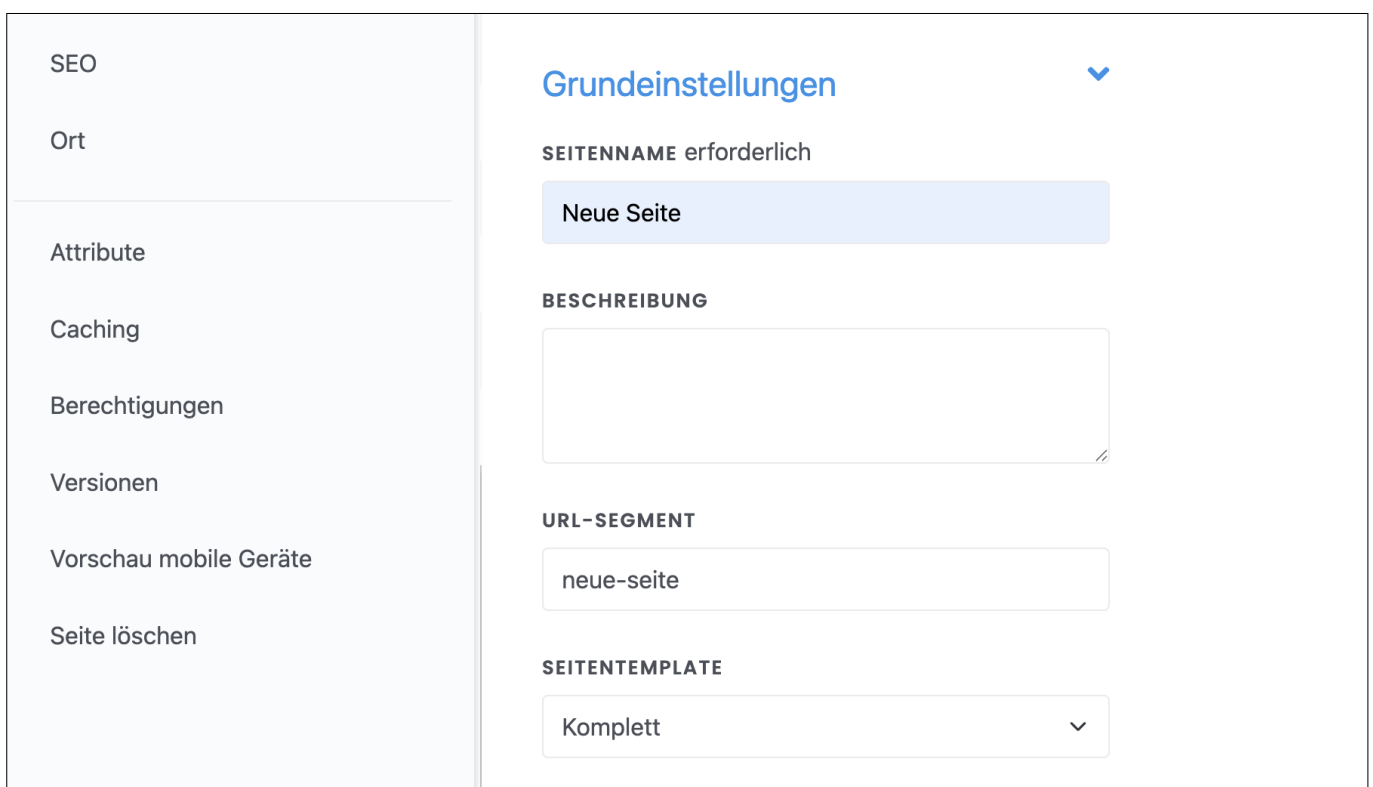 SEO
Ort
Attribute
Caching
Berechtigungen
Versionen
Vorschau mobile Geräte
Seite löschen
Grundeinstellungen
SEITENNAME erforderlich
Neue Seite
BESCHREIBUNG
URL-SEGMENT
neue-seite
SEITENTEMPLATE
Komplett